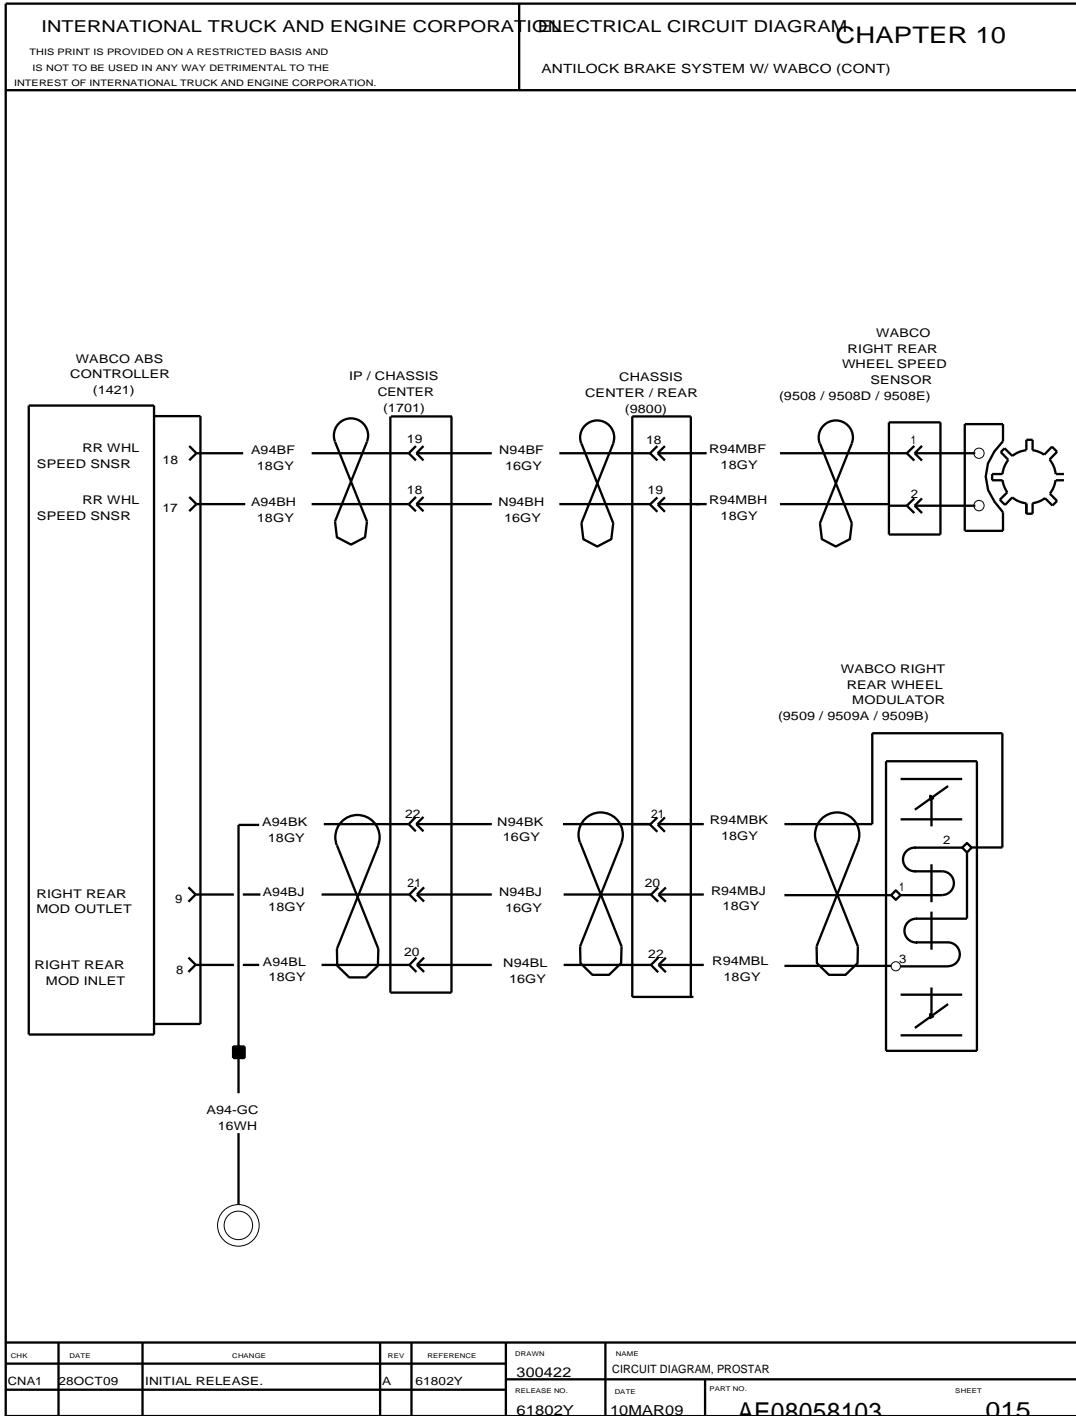 INTERNATIONAL TRUCK AND ENGINE CORPORATION
THIS PRINT IS PROVIDED ON A RESTRICTED BASIS AND
IS NOT TO BE USED IN ANY WAY DETRIMENTAL TO THE
INTEREST OF INTERNATIONAL TRUCK AND ENGINE CORPORATION.
ELECTRICAL CIRCUIT DIAGRAM
CHAPTER 10
ANTILOCK BRAKE SYSTEM W/ WABCO (CONT)
WABCO ABS
CONTROLLER
(1421)
IP / CHASSIS
CENTER
(1701)
CHASSIS
CENTER / REAR
(9800)
WABCO
RIGHT REAR
WHEEL SPEED
SENSOR
(9508 / 9508D / 9508E)
RR WHL
SPEED SNSR
18
A94BF
18GY
19
N94BF
16GY
18
R94MBF
18GY
1
RR WHL
SPEED SNSR
17
A94BH
18GY
18
N94BH
16GY
19
R94MBH
18GY
2
WABCO RIGHT
REAR WHEEL
MODULATOR
(9509 / 9509A / 9509B)
A94BK
18GY
22
N94BK
16GY
21
R94MBK
18GY
2
RIGHT REAR
MOD OUTLET
9
A94BJ
18GY
21
N94BJ
16GY
20
R94MBJ
18GY
1
RIGHT REAR
MOD INLET
8
A94BL
18GY
20
N94BL
16GY
22
R94MBL
18GY
3
A94-GC
16WH
CHK DATE CHANGE REV REFERENCE
CNA1 28OCT09 INITIAL RELEASE. A 61802Y
DRAWN
300422
NAME
CIRCUIT DIAGRAM, PROSTAR
RELEASE NO.
61802Y
DATE
10MAR09
PART NO.
AE08058103
SHEET
015